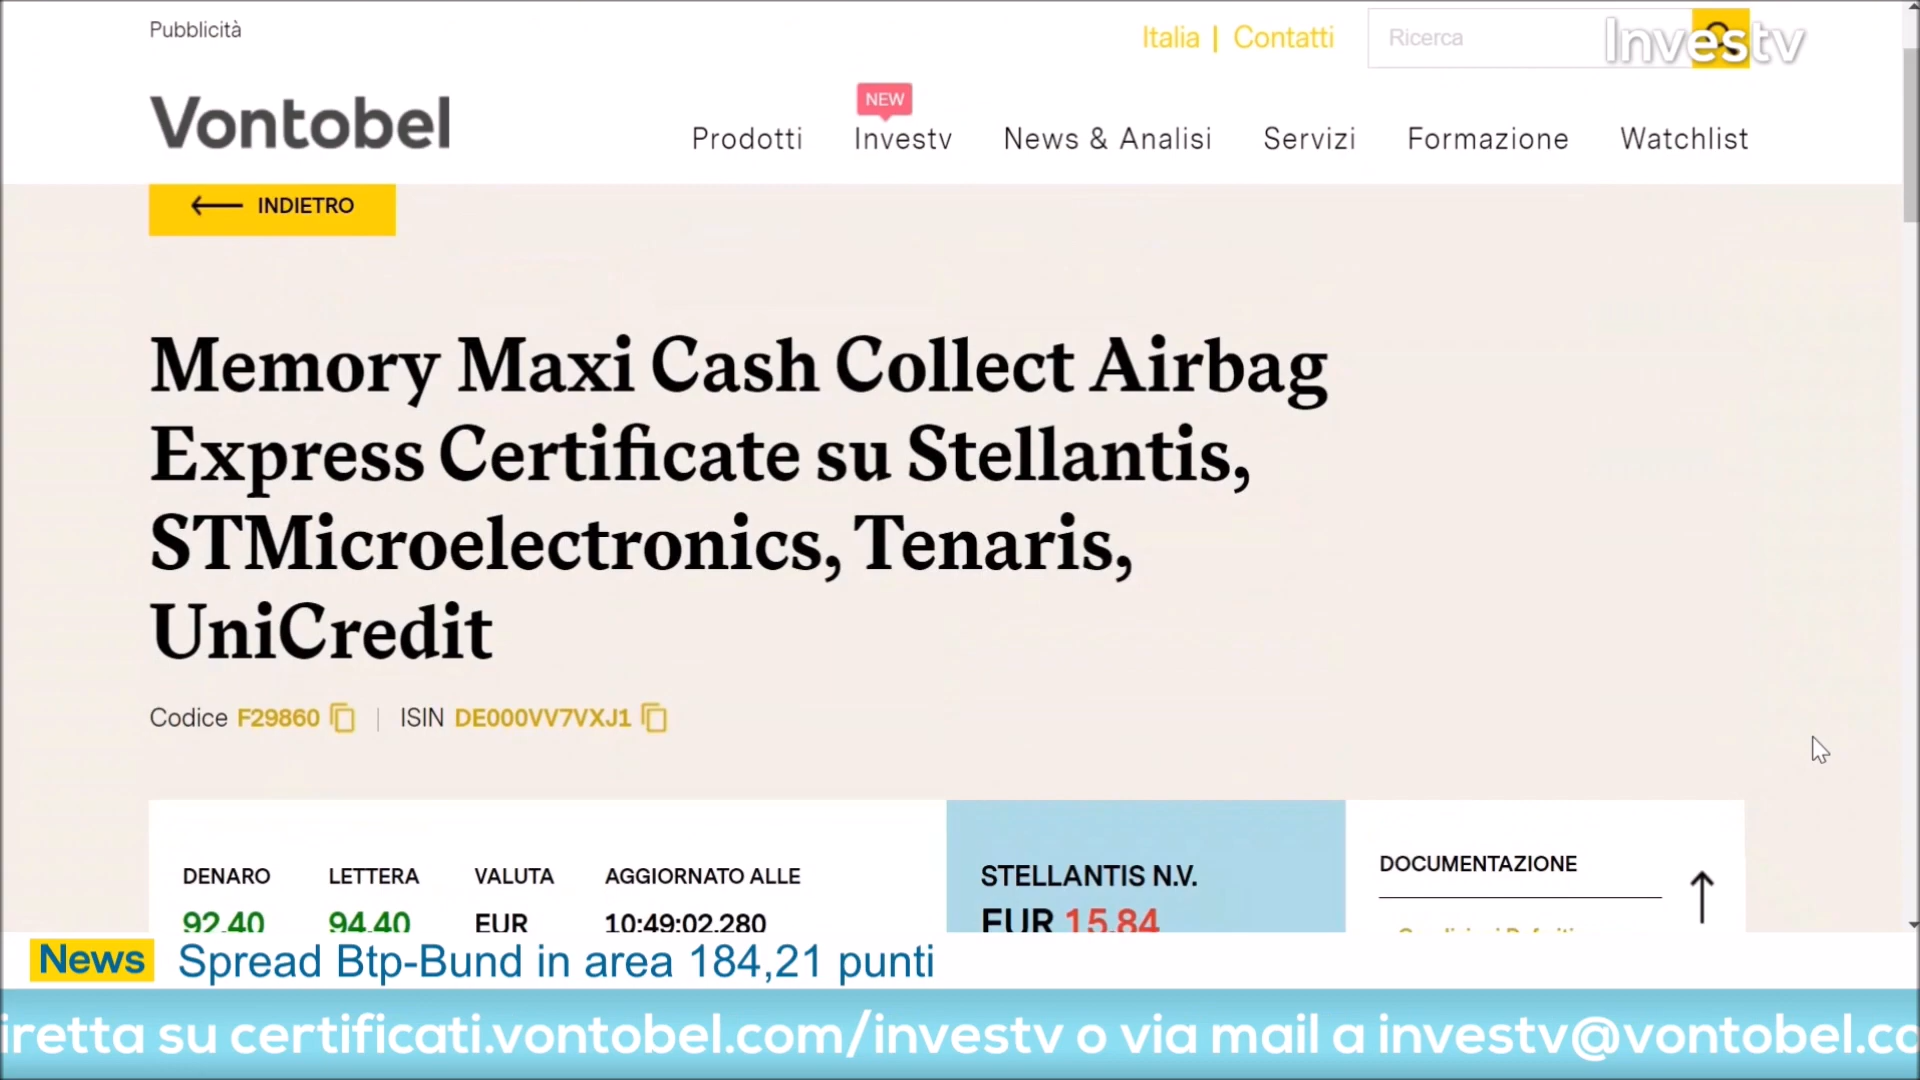 Pubblicità
Italia | Contatti
Ricerca
Investv
Vontobel
NEW
Prodotti Investv News & Analisi Servizi Formazione Watchlist
INDIETRO
Memory Maxi Cash Collect Airbag
Express Certificate su Stellantis,
STMicroelectronics, Tenaris,
UniCredit
Codice F29860 | ISIN DE000VV7VXJ1
DENARO LETTERA VALUTA AGGIORNATO ALLE
92.40 94.40 EUR 10:49:02.280
STELLANTIS N.V.
EUR 15.84
DOCUMENTAZIONE
News Spread Btp-Bund in area 184,21 punti
iretta su certificati.vontobel.com/investv o via mail a investv@vontobel.co